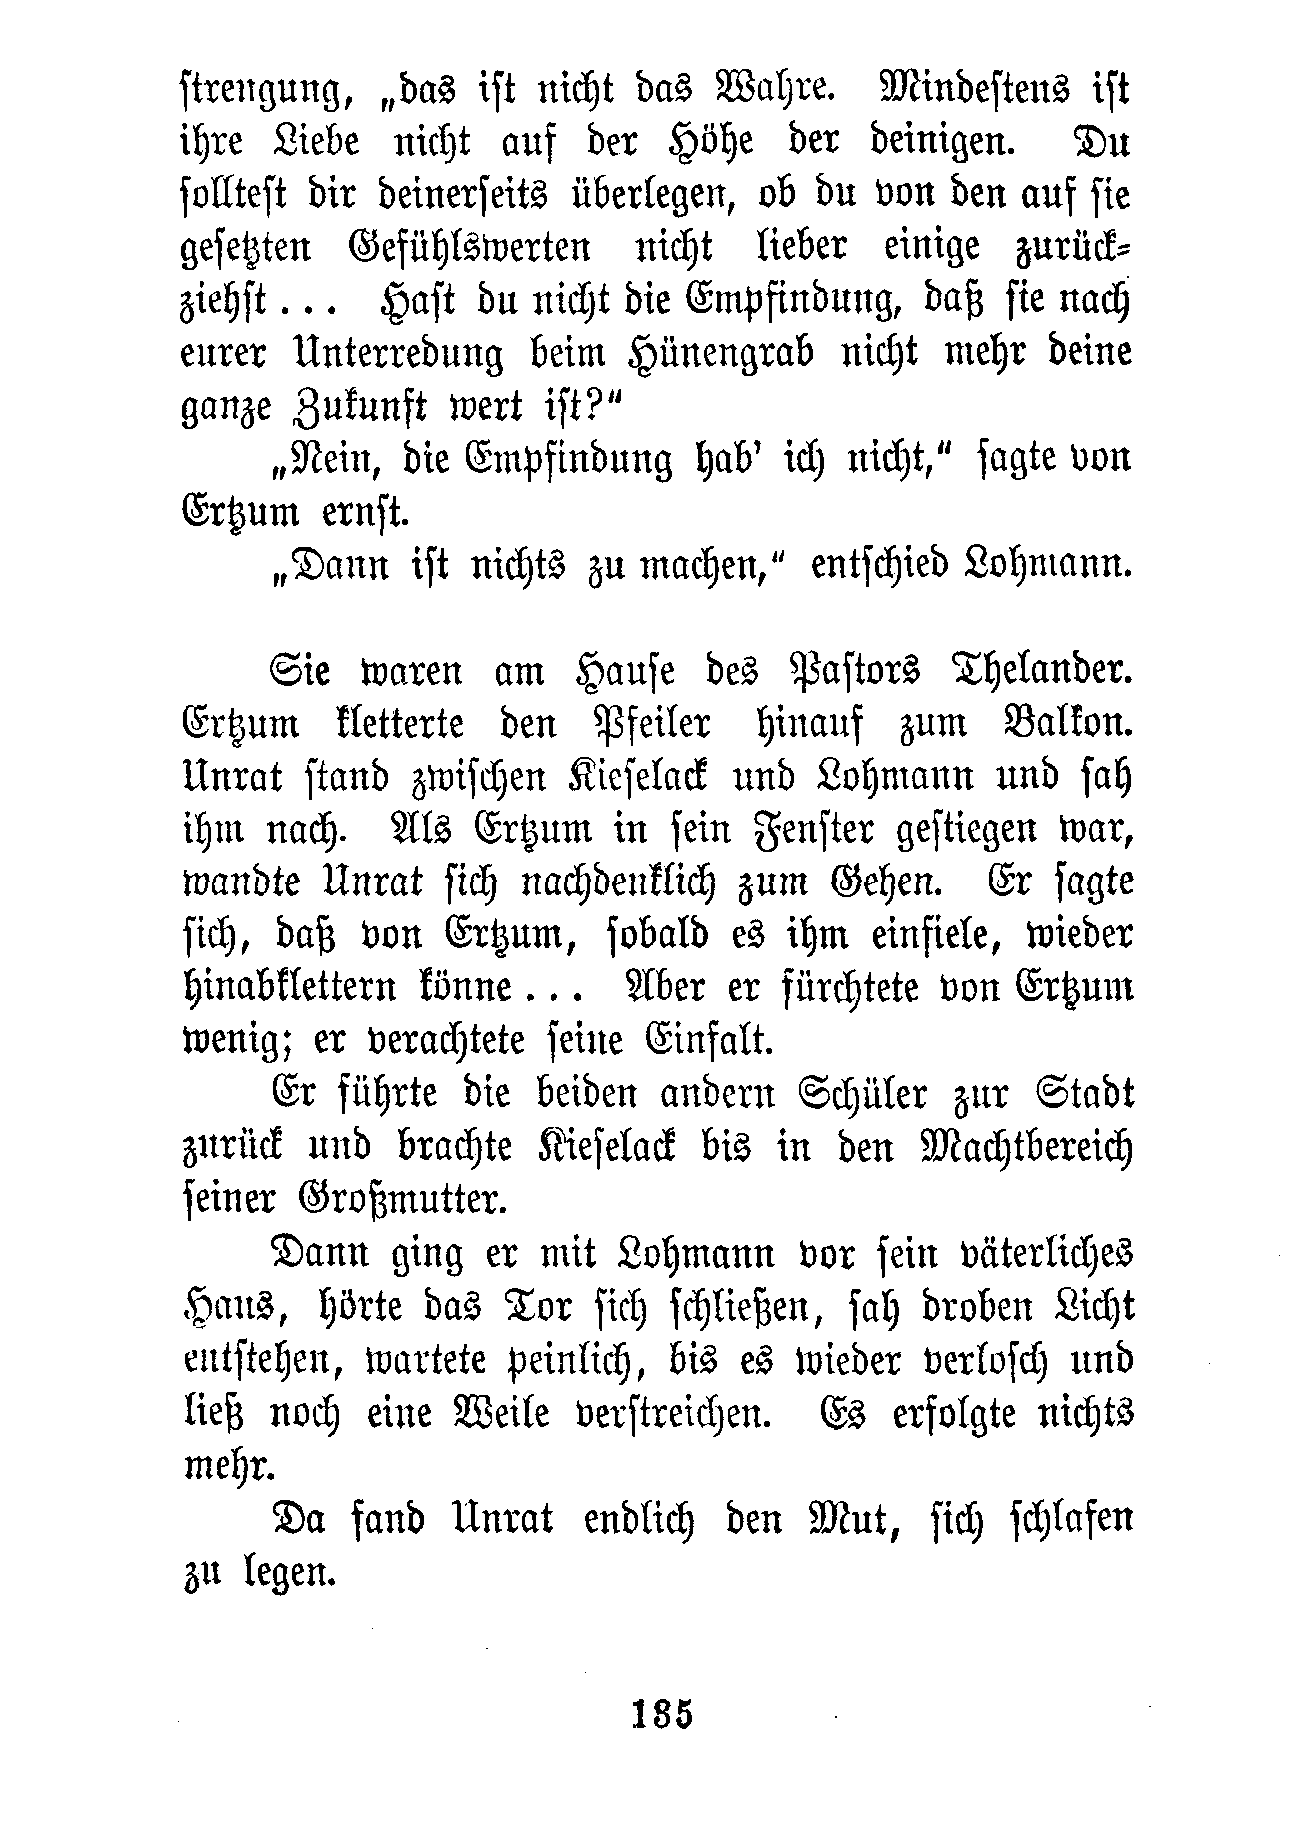 strengung, „das ist nicht das Wahre. Mindestens ist
ihre Liebe nicht auf der Höhe der deinigen. Du
solltest dir deinerseits überlegen, ob du von den auf sie
gesetzten Gefühlswerten nicht lieber einige zurück-
ziehst . . . Hast du nicht die Empfindung, daß sie nach
eurer Unterredung beim Hünengrab nicht mehr deine
ganze Zukunft wert ist?“
„Nein, die Empfindung hab' ich nicht,“ sagte von
Ertzum ernst.
„Dann ist nichts zu machen,“ entschied Lohmann.
Sie waren am Hause des Pastors Thelander.
Ertzum kletterte den Pfeiler hinauf zum Balkon.
Unrat stand zwischen Kieselack und Lohmann und sah
ihm nach. Als Ertzum in sein Fenster gestiegen war,
wandte Unrat sich nachdenklich zum Gehen. Er sagte
sich, daß von Ertzum, sobald es ihm einfiele, wieder
hinabklettern könne . . . Aber er fürchtete von Ertzum
wenig; er verachtete seine Einfalt.
Er führte die beiden andern Schüler zur Stadt
zurück und brachte Kieselack bis in den Machtbereich
seiner Großmutter.
Dann ging er mit Lohmann vor sein väterliches
Haus, hörte das Tor sich schließen, sah droben Licht
entstehen, wartete peinlich, bis es wieder verlosch und
ließ noch eine Weile verstreichen. Es erfolgte nichts
mehr.
Da fand Unrat endlich den Mut, sich schlafen
zu legen.
185